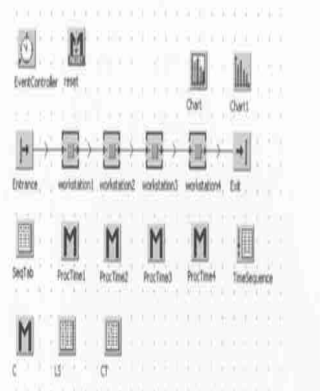 EventController reset
Chart Chart1
Entrance workstation1 workstation2 workstation3 workstation4 Exit
SeqTab ProcTime1 ProcTime2 ProcTime3 ProcTime4 TimeSequence
C LS CT